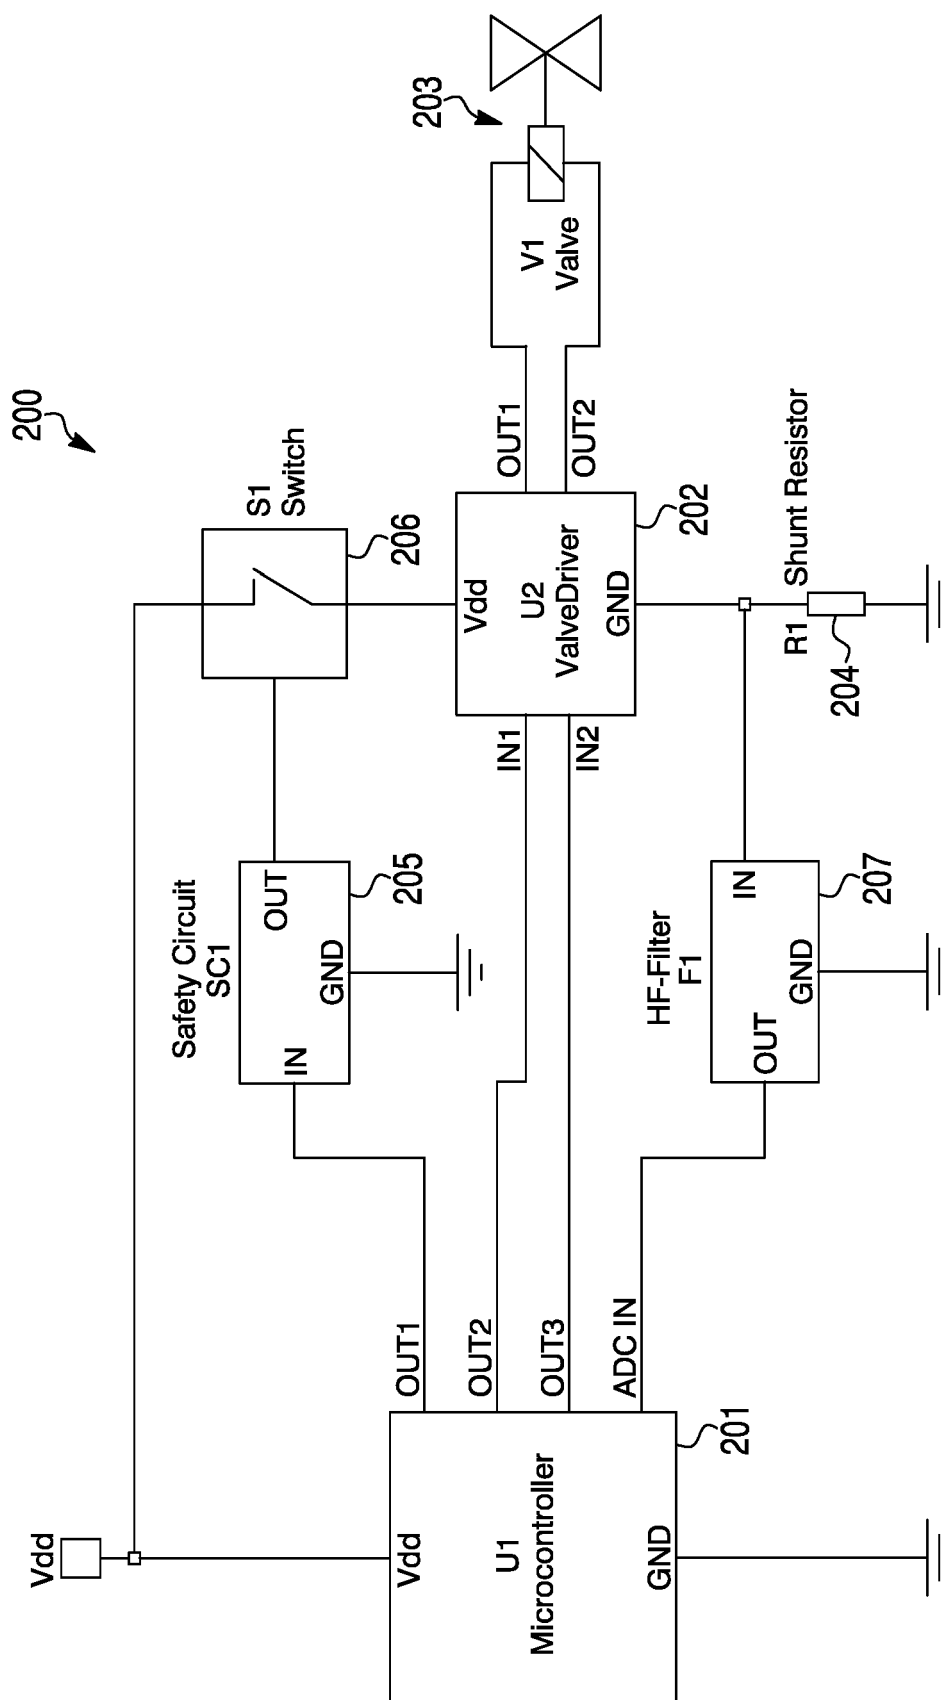 200
Vdd
Vdd
U1
Microcontroller
GND
201
OUT1
OUT2
OUT3
ADC IN
Safety Circuit
SC1
IN
OUT
GND
205
S1
Switch
206
IN1
IN2
Vdd
U2
ValveDriver
GND
202
OUT1
OUT2
V1
Valve
203
HF-Filter
F1
OUT
IN
GND
207
R1
Shunt Resistor
204